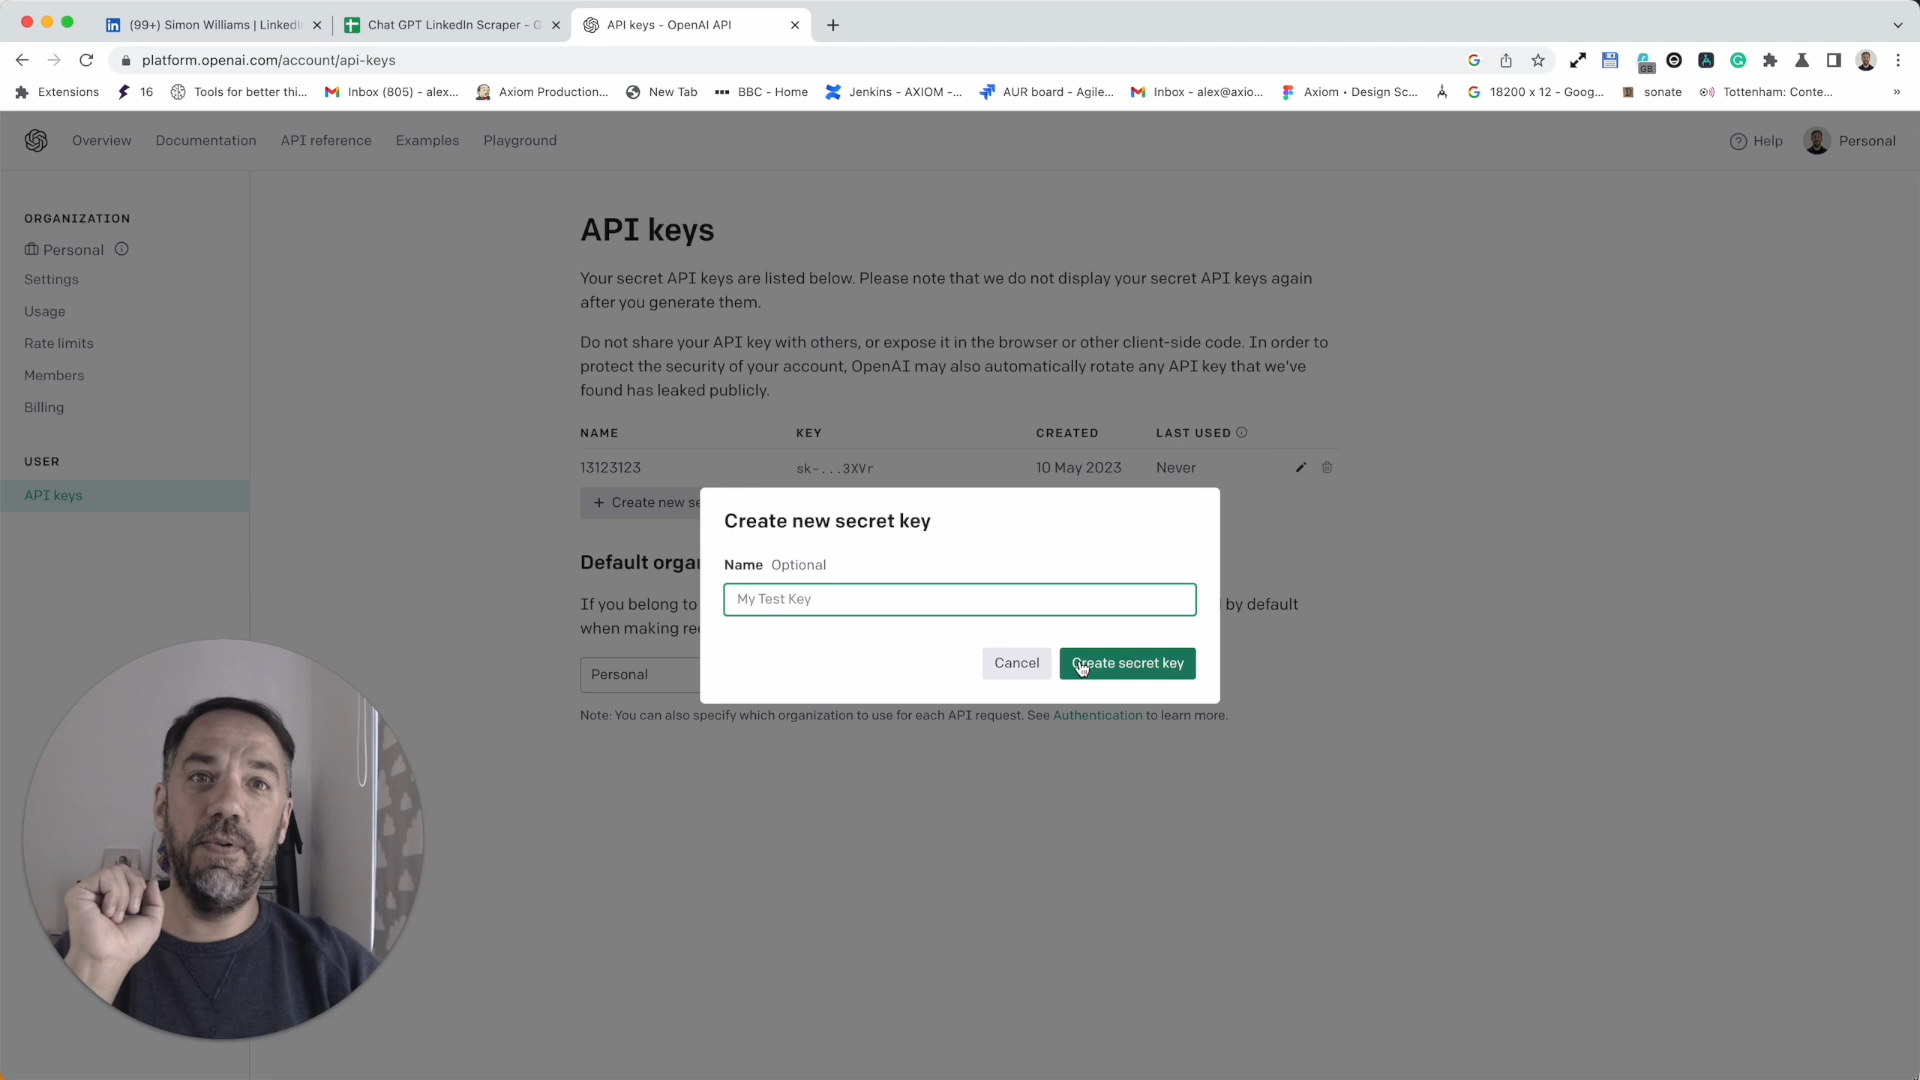 (99+) Simon Williams | LinkedIn
Chat GPT LinkedIn Scraper - G
API keys - OpenAI API
platform.openai.com/account/api-keys
GB
Extensions
16
Tools for better thi...
Inbox (805) - alex...
Axiom Production...
New Tab
BBC - Home
Jenkins - AXIOM -...
AUR board - Agile...
Inbox - alex@axio...
Axiom • Design Sc...
18200 x 12 - Goog...
sonate
Tottenham: Conte...
»
Overview
Documentation
API reference
Examples
Playground
Help
Personal
ORGANIZATION
Personal
Settings
Usage
Rate limits
Members
Billing
USER
API keys
API keys
Your secret API keys are listed below. Please note that we do not display your secret API keys again
after you generate them.
Do not share your API key with others, or expose it in the browser or other client-side code. In order to
protect the security of your account, OpenAI may also automatically rotate any API key that we've
found has leaked publicly.
NAME KEY CREATED LAST USED
13123123 sk-...3XVr 10 May 2023 Never
+ Create new se
Create new secret key
Name Optional
My Test Key
Cancel
Create secret key
Default orga
If you belong to
by default
when making re
Personal
Note: You can also specify which organization to use for each API request. See Authentication to learn more.